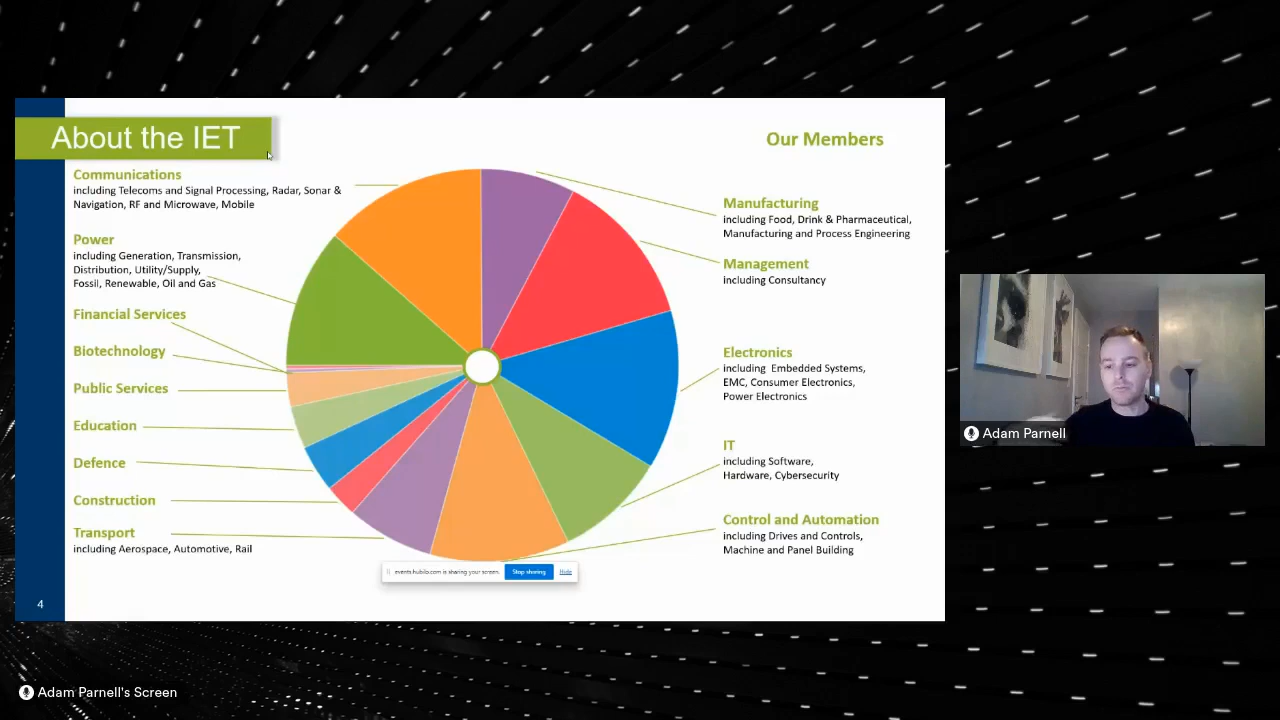 About the IET
Our Members
Communications
including Telecoms and Signal Processing, Radar, Sonar &
Navigation, RF and Microwave, Mobile
Power
including Generation, Transmission,
Distribution, Utility/Supply,
Fossil, Renewable, Oil and Gas
Financial Services
Biotechnology
Public Services
Education
Defence
Construction
Transport
including Aerospace, Automotive, Rail
Manufacturing
including Food, Drink & Pharmaceutical,
Manufacturing and Process Engineering
Management
including Consultancy
Electronics
including Embedded Systems,
EMC, Consumer Electronics,
Power Electronics
IT
including Software,
Hardware, Cybersecurity
Control and Automation
including Drives and Controls,
Machine and Panel Building
events.hubilo.com is sharing your screen.
Stop sharing
Hide
4
Adam Parnell
Adam Parnell's Screen